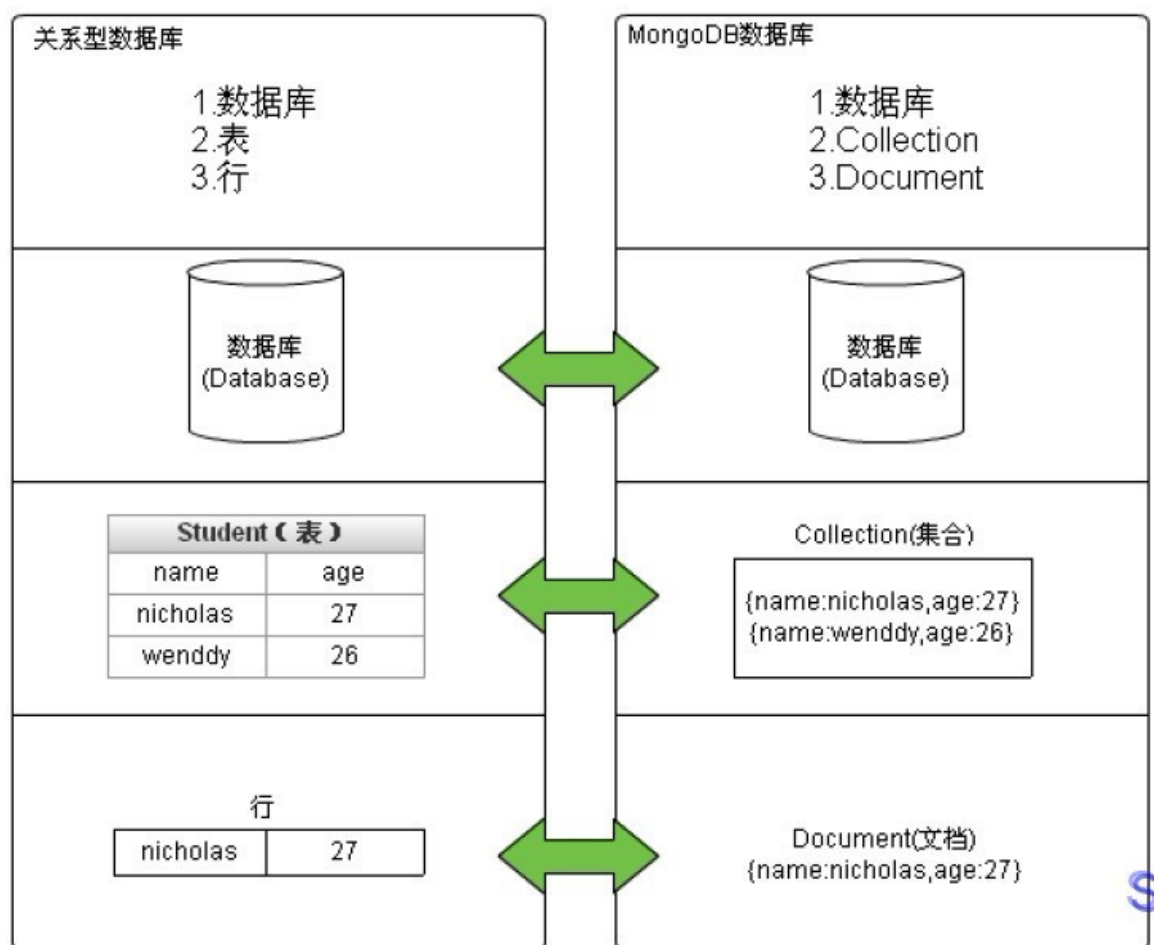 关系型数据库
1.数据库
2.表
3.行
MongoDB数据库
1.数据库
2.Collection
3.Document
数据库
(Database)
数据库
(Database)
Student（表）
name age
nicholas 27
wenddy 26
Collection(集合)
{name:nicholas,age:27}
{name:wenddy,age:26}
行
nicholas 27
Document(文档)
{name:nicholas,age:27}
S